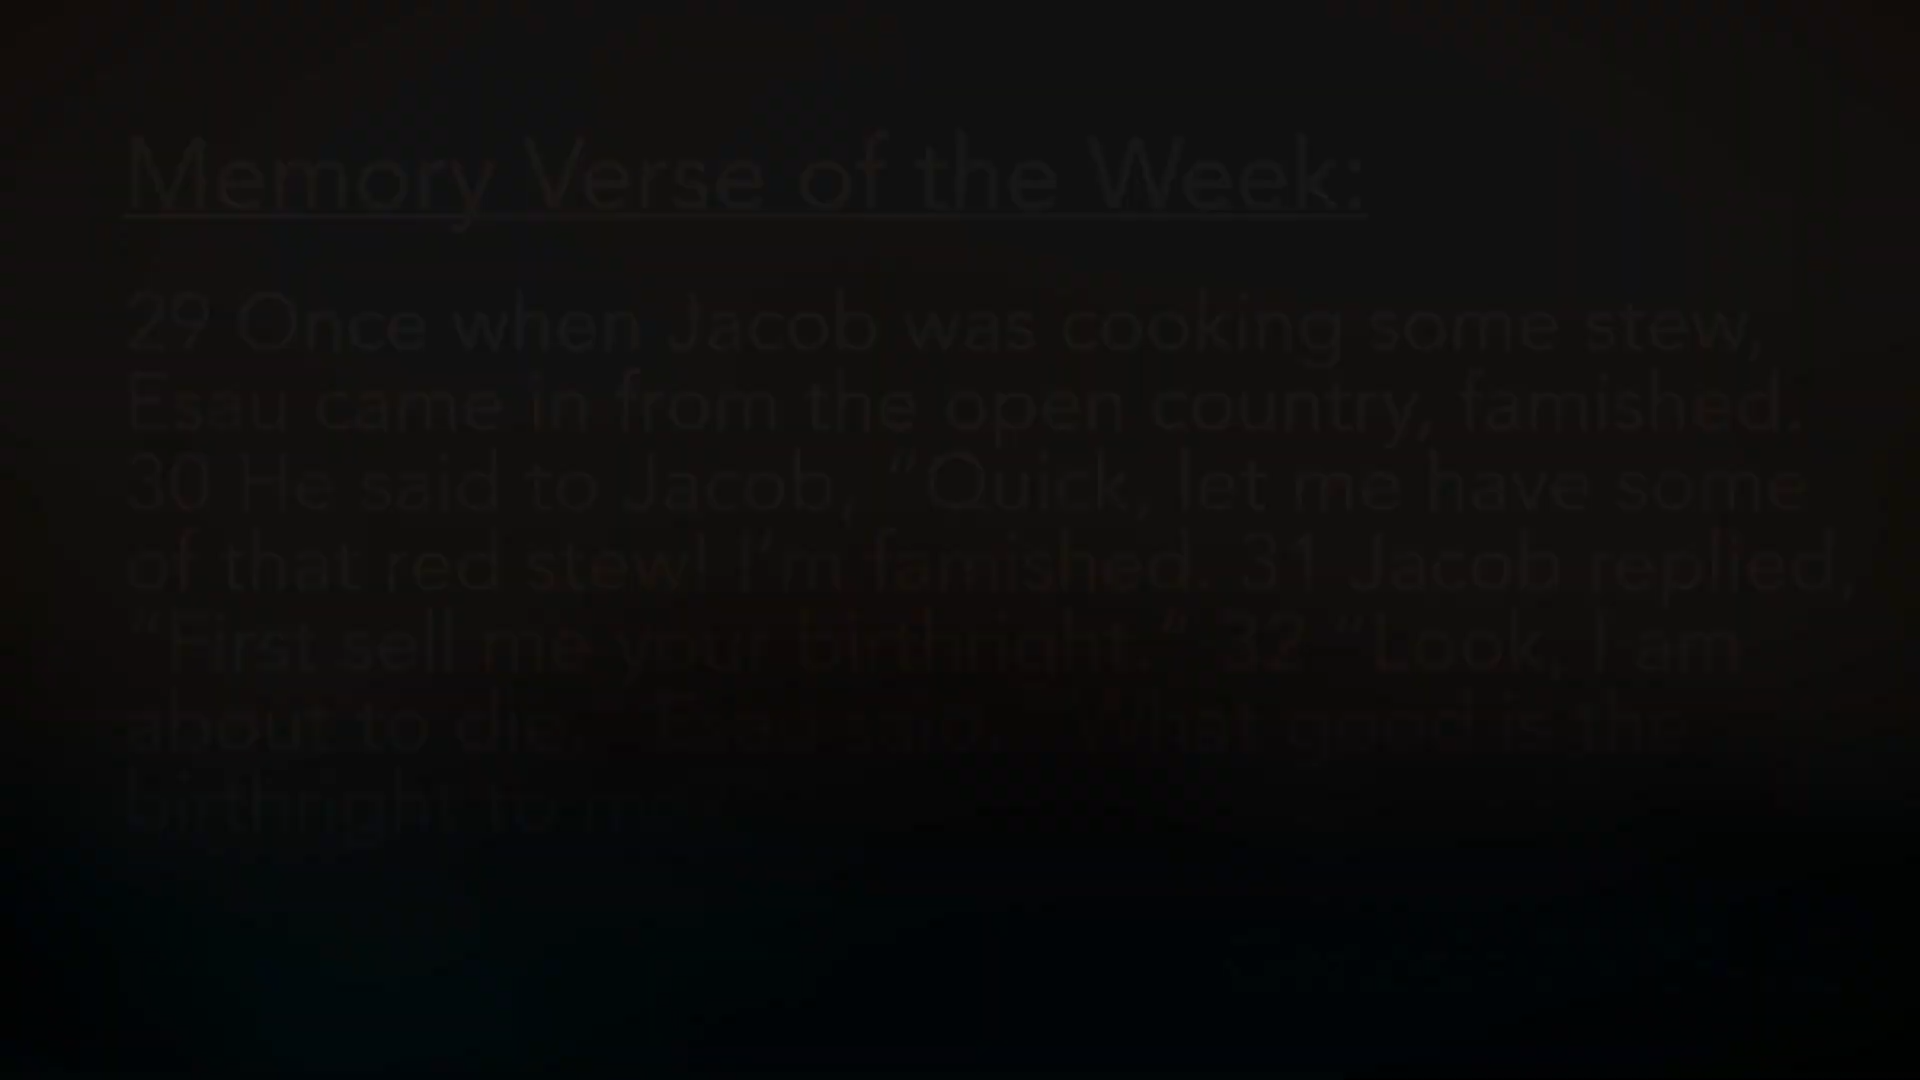 Memory Verse of the Week:
29 Once when Jacob was cooking some stew,
Esau came in from the open country, famished.
30 He said to Jacob, “Quick, let me have some
of that red stew! I’m famished. 31 Jacob replied,
“First sell me your birthright.” 32 “Look, I am
about to die,” Esau said. “What good is the
birthright to me